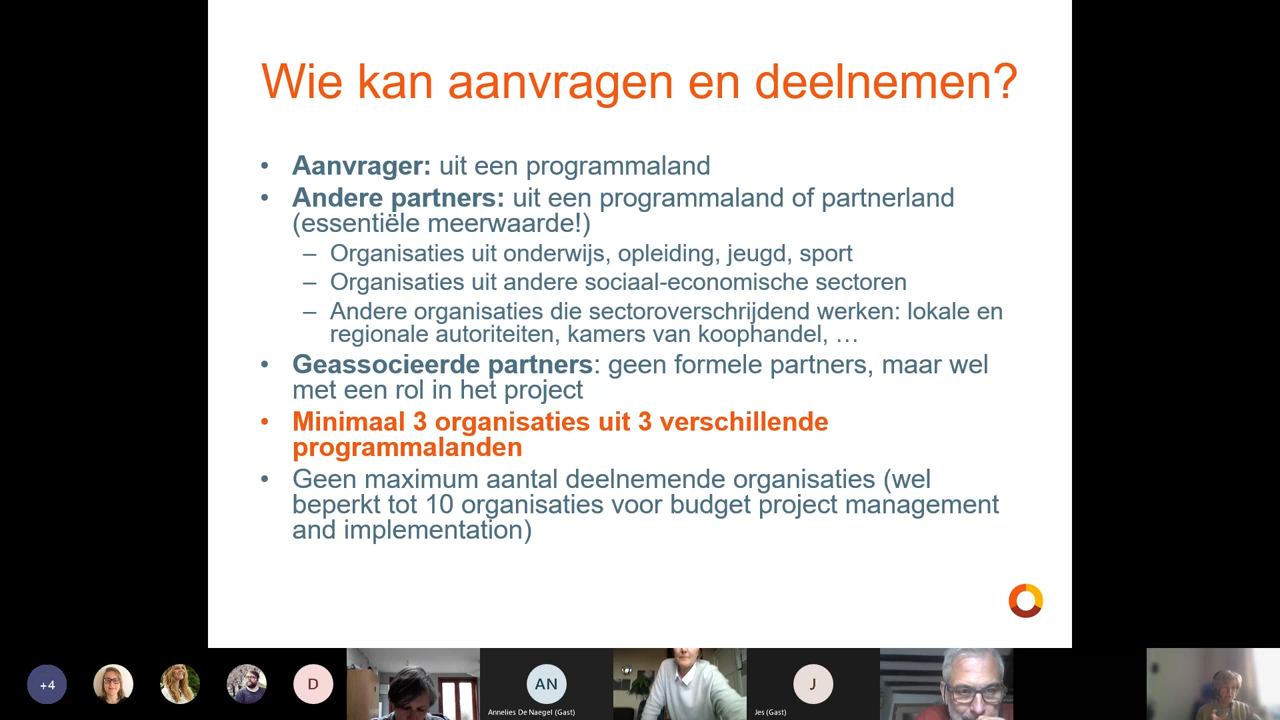 Wie kan aanvragen en deelnemen?
• Aanvrager: uit een programmaland
• Andere partners: uit een programmaland of partnerland
(essentiële meerwaarde!)
– Organisaties uit onderwijs, opleiding, jeugd, sport
– Organisaties uit andere sociaal-economische sectoren
– Andere organisaties die sectoroverschrijdend werken: lokale en
regionale autoriteiten, kamers van koophandel, …
• Geassocieerde partners: geen formele partners, maar wel
met een rol in het project
• Minimaal 3 organisaties uit 3 verschillende
programmalanden
• Geen maximum aantal deelnemende organisaties (wel
beperkt tot 10 organisaties voor budget project management
and implementation)
+4
D
AN
Annelies De Naegel (Gast)
J
Jes (Gast)